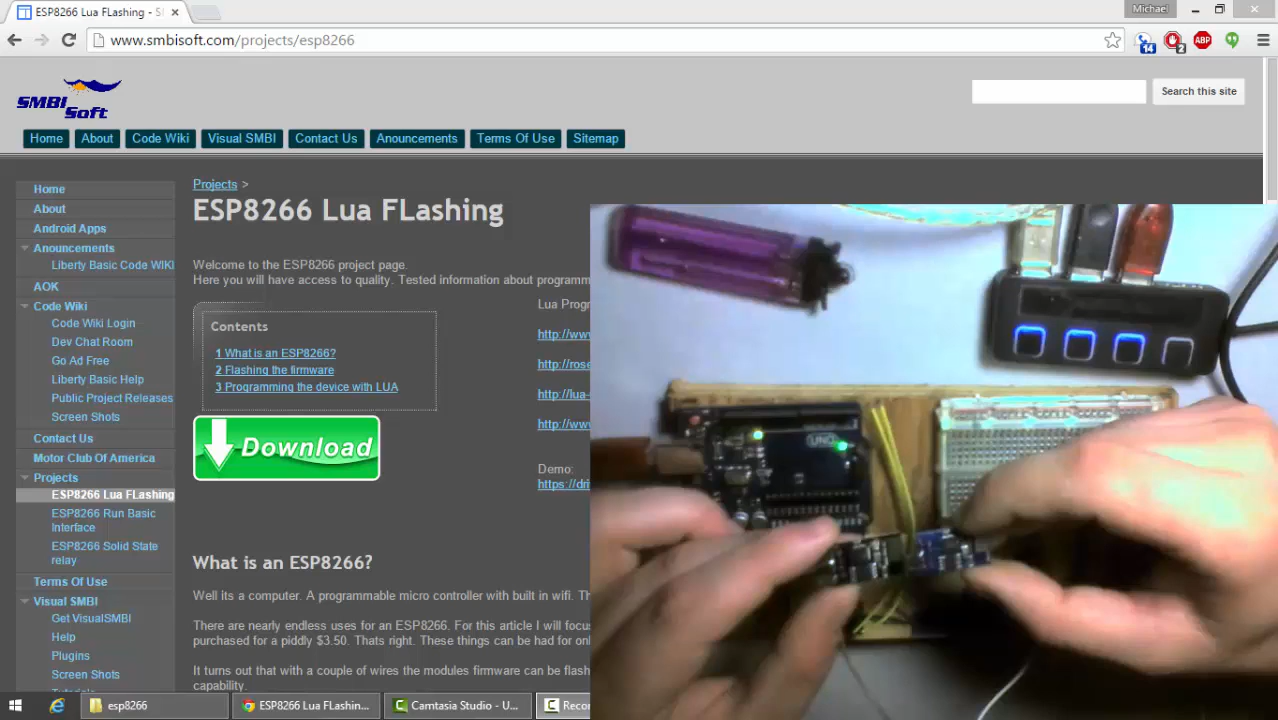 ESP8266 Lua FLashing - S
Michael
www.smbisoft.com/projects/esp8266
14
2
ABP
SMBI
Soft
Search this site
Home
About
Code Wiki
Visual SMBI
Contact Us
Anouncements
Terms Of Use
Sitemap
Home
About
Android Apps
Anouncements
Liberty Basic Code WIKI
AOK
Code Wiki
Code Wiki Login
Dev Chat Room
Go Ad Free
Liberty Basic Help
Public Project Releases
Screen Shots
Contact Us
Motor Club Of America
Projects
ESP8266 Lua FLashing
ESP8266 Run Basic
Interface
ESP8266 Solid State
relay
Terms Of Use
Visual SMBI
Get VisualSMBI
Help
Plugins
Screen Shots
Tutorials
Projects >
ESP8266 Lua FLashing
Welcome to the ESP8266 project page.
Here you will have access to quality. Tested information about programm
Contents
1 What is an ESP8266?
2 Flashing the firmware
3 Programming the device with LUA
Download
Lua Progr
http://ww
http://rose
http://lua-
http://ww
Demo:
https://dri
What is an ESP8266?
Well its a computer. A programmable micro controller with built in wifi. Th
There are nearly endless uses for an ESP8266. For this article I will focu
purchased for a piddly $3.50. Thats right. These things can be had for onl
It turns out that with a couple of wires the modules firmware can be flash
capability.
UNO
esp8266
ESP8266 Lua FLashin...
Camtasia Studio - U...
Reco